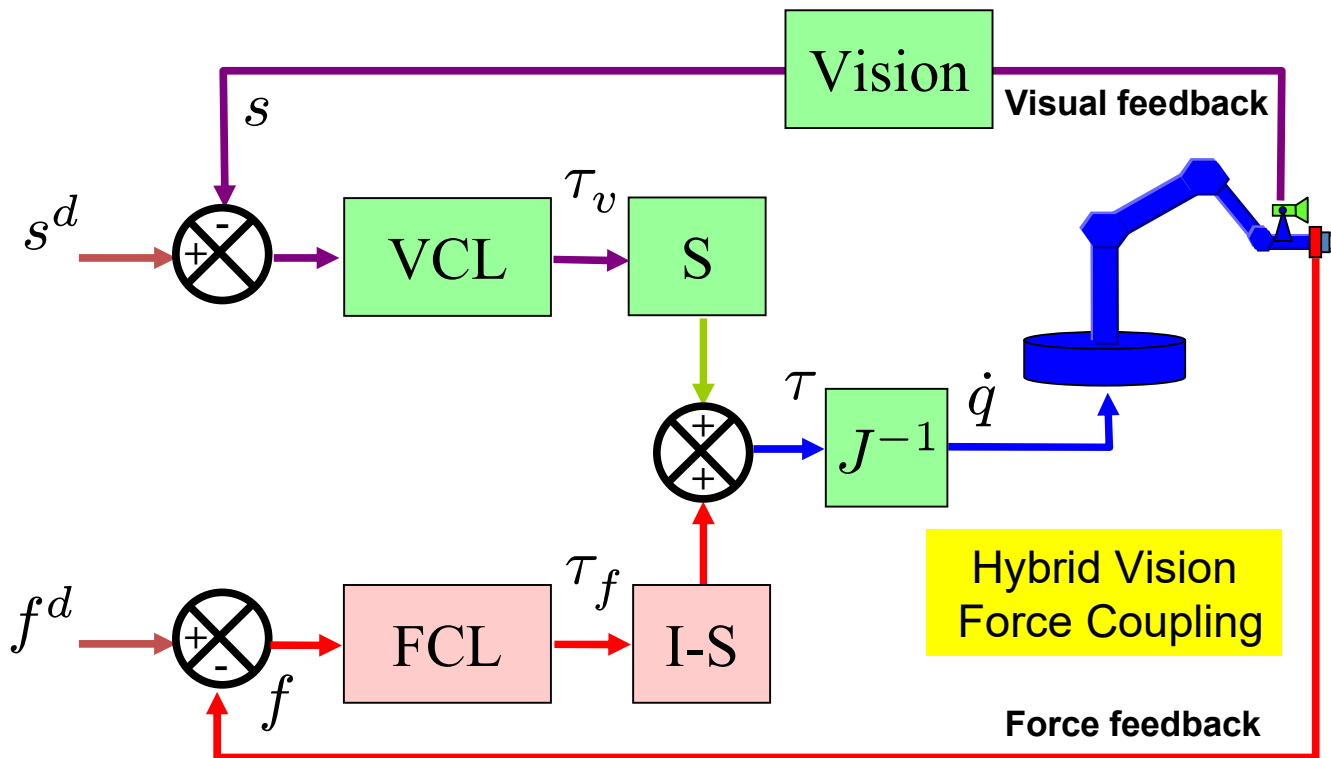 Vision
Visual feedback
s
s^d
-
+
VCL
τ_v
S
+
+
τ
J^{-1}
q̇
f^d
+
-
f
FCL
τ_f
I-S
Hybrid Vision
Force Coupling
Force feedback